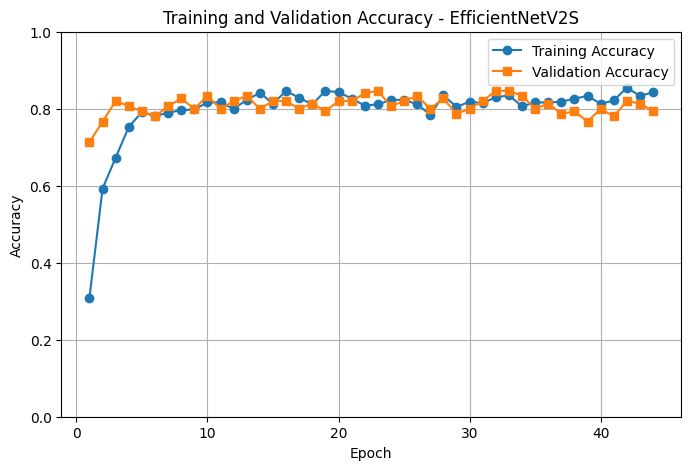 Training and Validation Accuracy - EfficientNetV2S
1.0
Training Accuracy
Validation Accuracy
0.8
0.6
Accuracy
0.4
0.2
0.0
0
10
20
30
40
Epoch